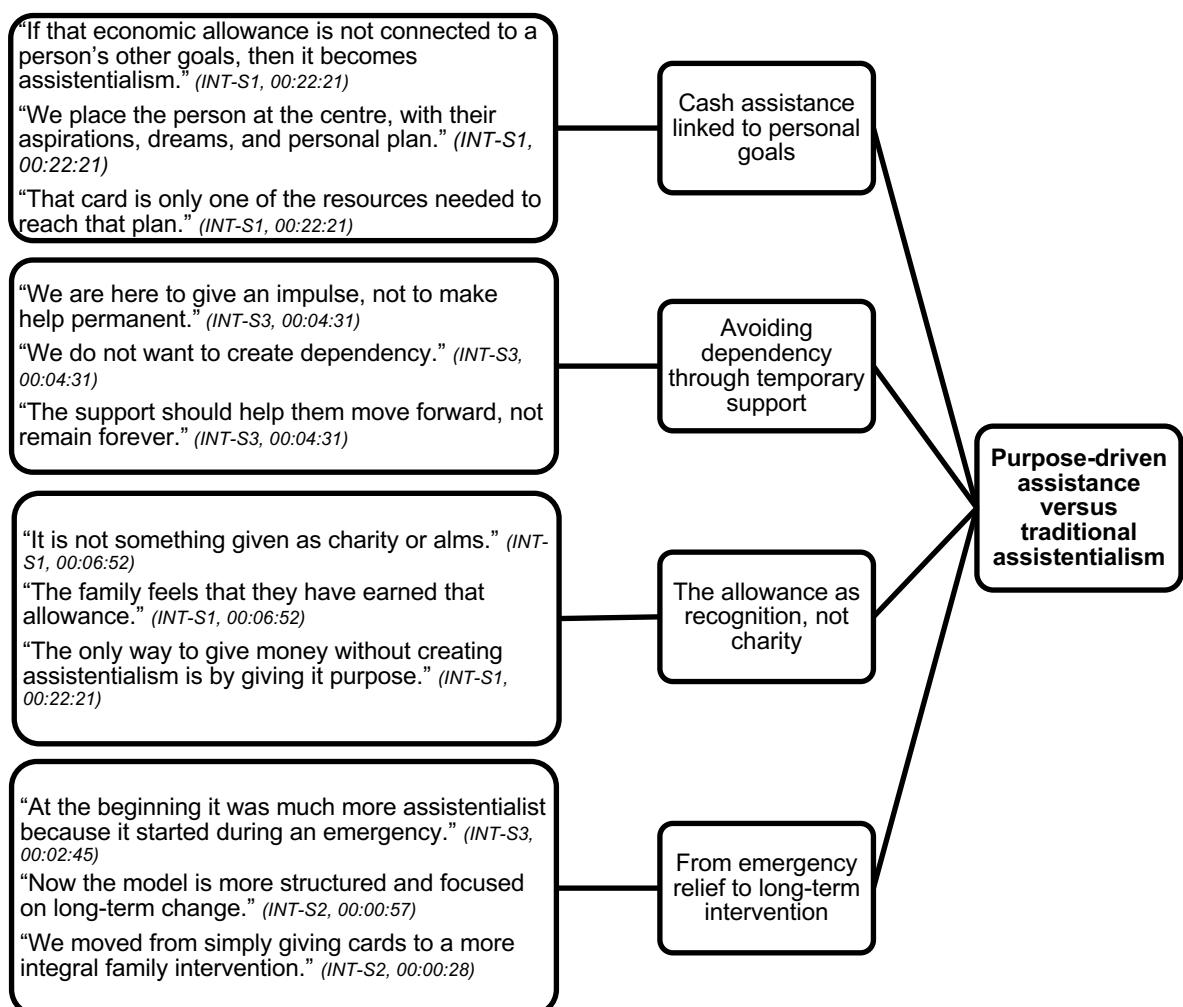 “If that economic allowance is not connected to a
person’s other goals, then it becomes
assistentialism.” (INT-S1, 00:22:21)
“We place the person at the centre, with their
aspirations, dreams, and personal plan.” (INT-S1,
00:22:21)
“That card is only one of the resources needed to
reach that plan.” (INT-S1, 00:22:21)
Cash assistance
linked to personal
goals
“We are here to give an impulse, not to make
help permanent.” (INT-S3, 00:04:31)
“We do not want to create dependency.” (INT-S3,
00:04:31)
“The support should help them move forward, not
remain forever.” (INT-S3, 00:04:31)
Avoiding
dependency
through temporary
support
“It is not something given as charity or alms.” (INT-
S1, 00:06:52)
“The family feels that they have earned that
allowance.” (INT-S1, 00:06:52)
“The only way to give money without creating
assistentialism is by giving it purpose.” (INT-S1,
00:22:21)
The allowance as
recognition, not
charity
“At the beginning it was much more assistentialist
because it started during an emergency.” (INT-S3,
00:02:45)
“Now the model is more structured and focused
on long-term change.” (INT-S2, 00:00:57)
“We moved from simply giving cards to a more
integral family intervention.” (INT-S2, 00:00:28)
From emergency
relief to long-term
intervention
Purpose-driven
assistance
versus
traditional
assistentialism